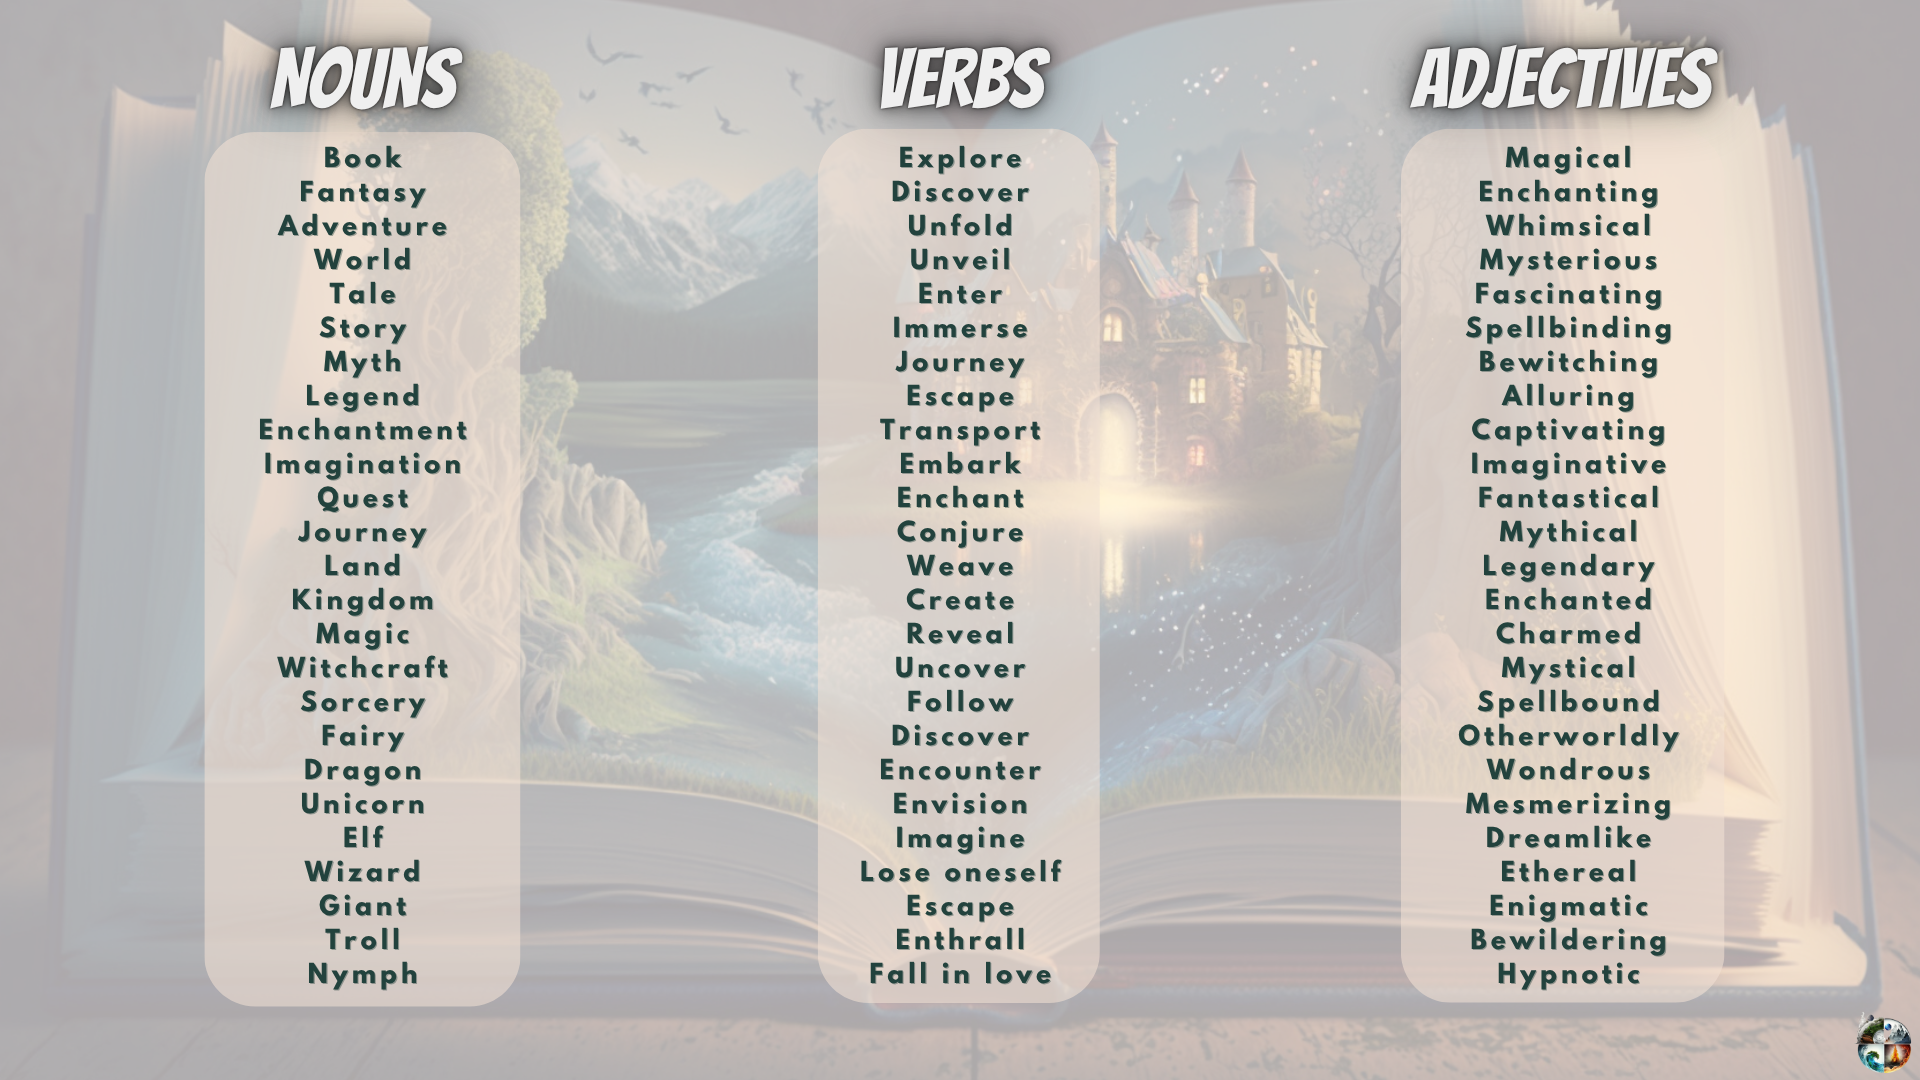 NOUNS
Book
Fantasy
Adventure
World
Tale
Story
Myth
Legend
Enchantment
Imagination
Quest
Journey
Land
Kingdom
Magic
Witchcraft
Sorcery
Fairy
Dragon
Unicorn
Elf
Wizard
Giant
Troll
Nymph
VERBS
Explore
Discover
Unfold
Unveil
Enter
Immerse
Journey
Escape
Transport
Embark
Enchant
Conjure
Weave
Create
Reveal
Uncover
Follow
Discover
Encounter
Envision
Imagine
Lose oneself
Escape
Enthrall
Fall in love
ADJECTIVES
Magical
Enchanting
Whimsical
Mysterious
Fascinating
Spellbinding
Bewitching
Alluring
Captivating
Imaginative
Fantastical
Mythical
Legendary
Enchanted
Charmed
Mystical
Spellbound
Otherworldly
Wondrous
Mesmerizing
Dreamlike
Ethereal
Enigmatic
Bewildering
Hypnotic